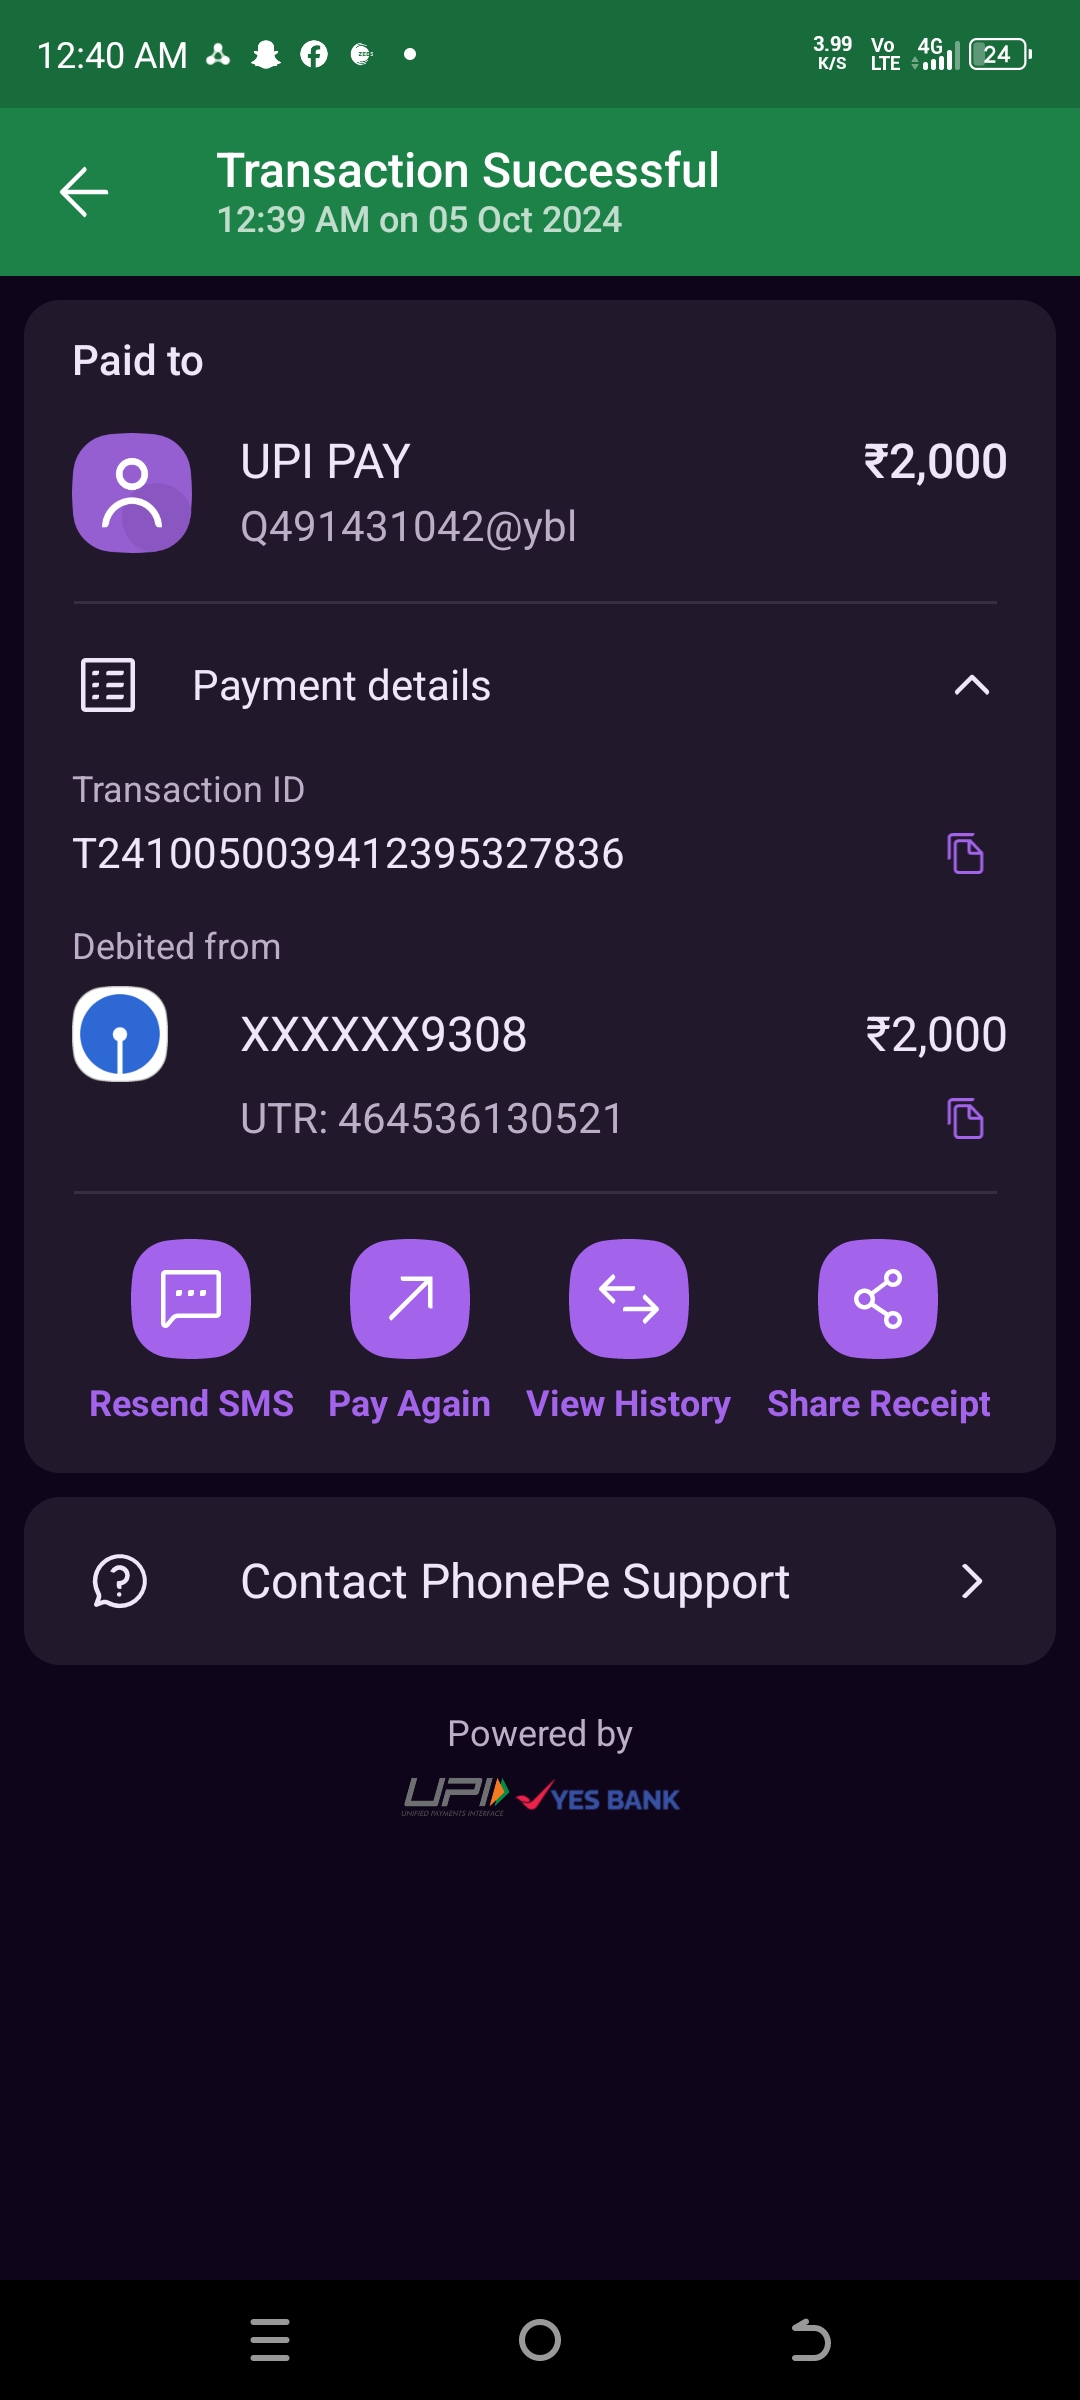 12:40 AM
3.99 K/S
Vo LTE
4G
24
Transaction Successful
12:39 AM on 05 Oct 2024
Paid to
UPI PAY
₹2,000
Q491431042@ybl
Payment details
Transaction ID
T2410050039412395327836
Debited from
XXXXXX9308
₹2,000
UTR: 464536130521
Resend SMS
Pay Again
View History
Share Receipt
Contact PhonePe Support
Powered by
UPI
UNIFIED PAYMENTS INTERFACE
YES BANK